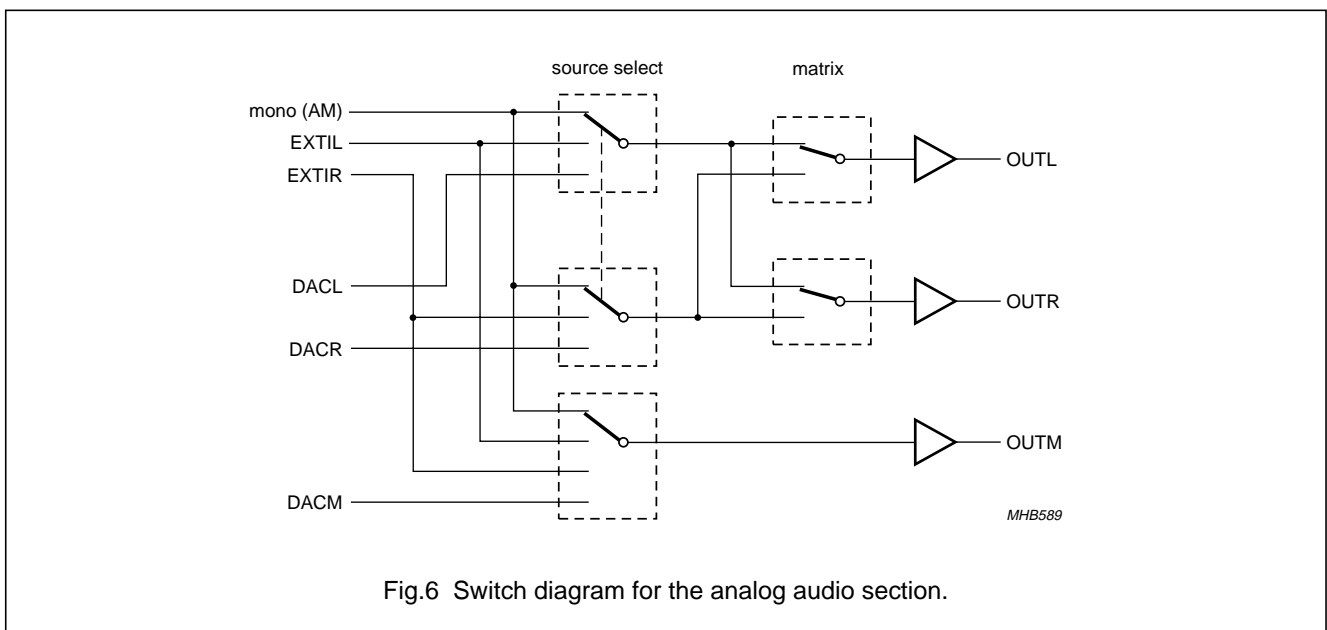 source select
matrix
mono (AM)
EXTIL
EXTIR
DACL
DACR
DACM
OUTL
OUTR
OUTM
MHB589
Fig.6 Switch diagram for the analog audio section.